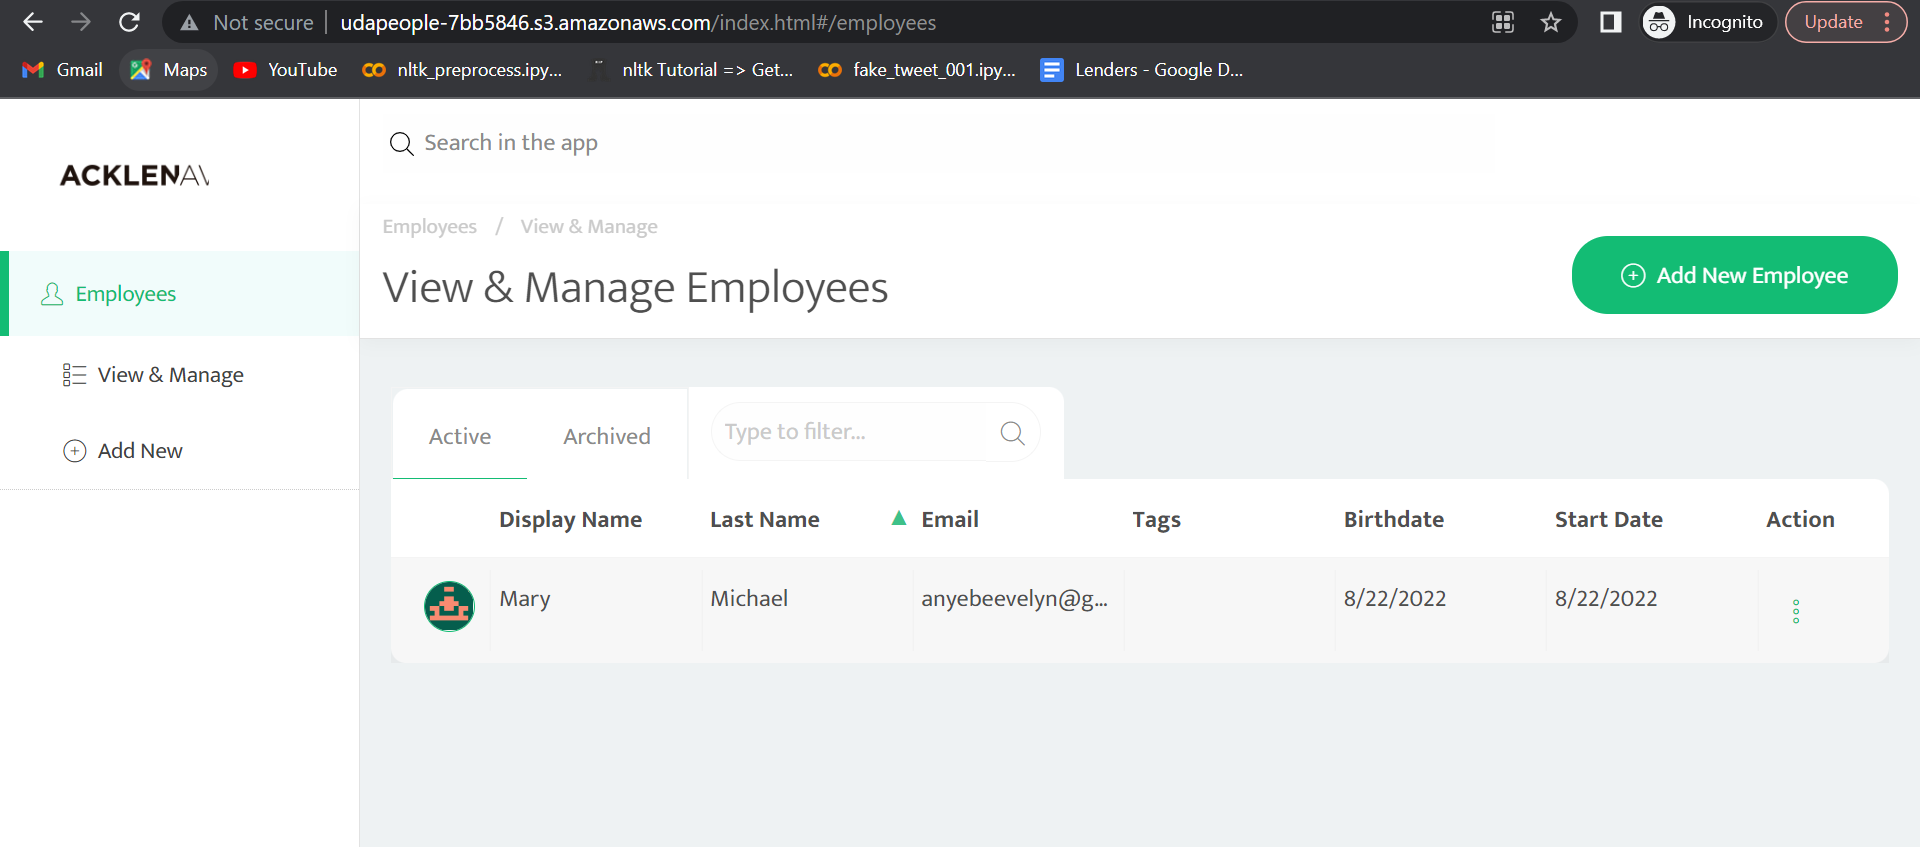 Not secure udapeople-7bb5846.s3.amazonaws.com/index.html#/employees Incognito Update
Gmail Maps YouTube nltk_preprocess.ipy... nltk Tutorial => Get... fake_tweet_001.ipy... Lenders - Google D...
Search in the app
ACKLENAV
Employees / View & Manage
View & Manage Employees
Add New Employee
Employees
View & Manage
Add New
Active Archived Type to filter...
Display Name Last Name Email Tags Birthdate Start Date Action
Mary Michael anyebeevelyn@g... 8/22/2022 8/22/2022